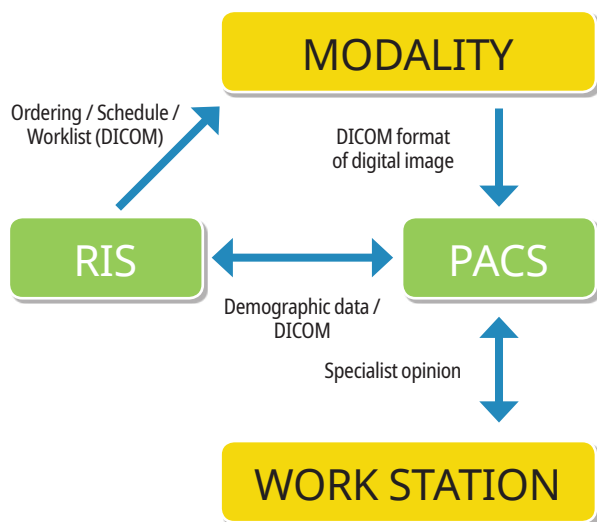 MODALITY
Ordering / Schedule /
Worklist (DICOM)
DICOM format
of digital image
RIS
PACS
Demographic data /
DICOM
Specialist opinion
WORK STATION